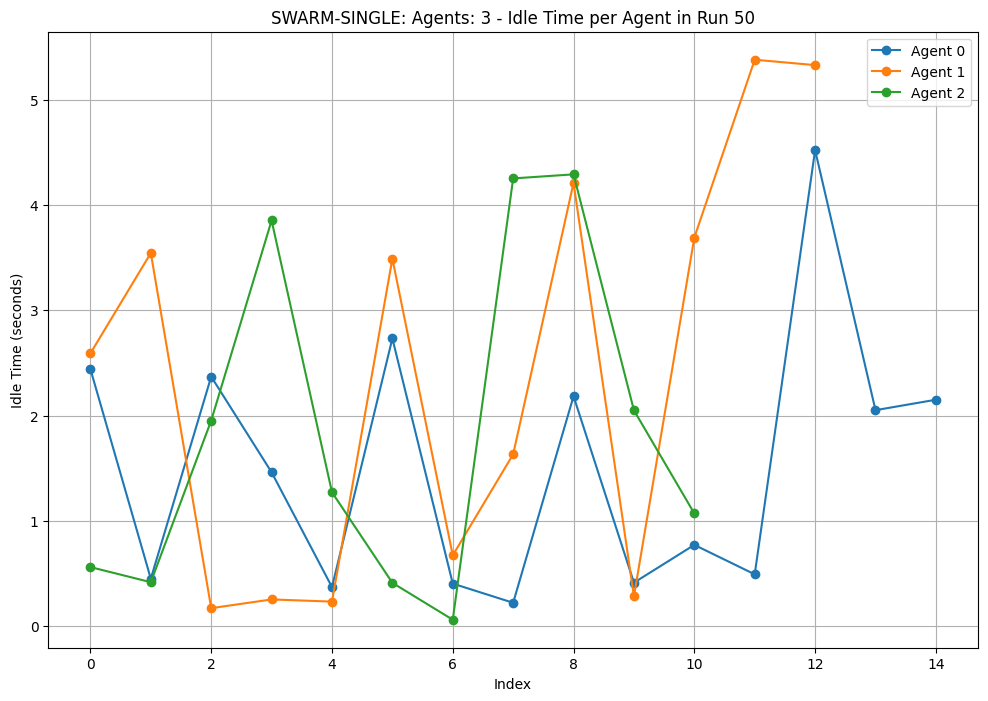 SWARM-SINGLE: Agents: 3 - Idle Time per Agent in Run 50
Agent 0
Agent 1
Agent 2
Idle Time (seconds)
5
4
3
2
1
0
0 2 4 6 8 10 12 14
Index